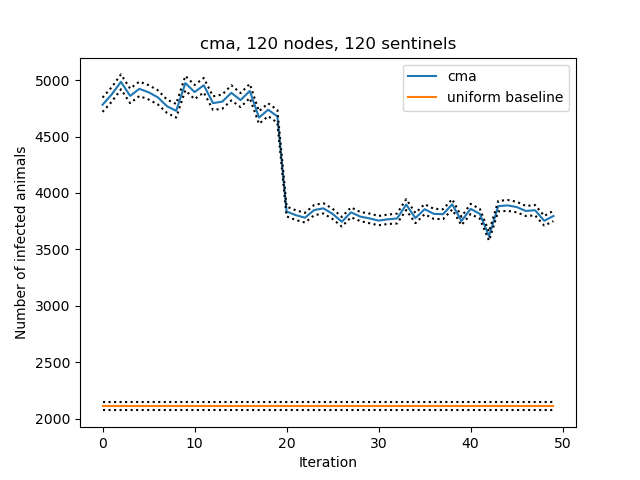 cma, 120 nodes, 120 sentinels
cma
uniform baseline
Number of infected animals
5000
4500
4000
3500
3000
2500
2000
0 10 20 30 40 50
Iteration